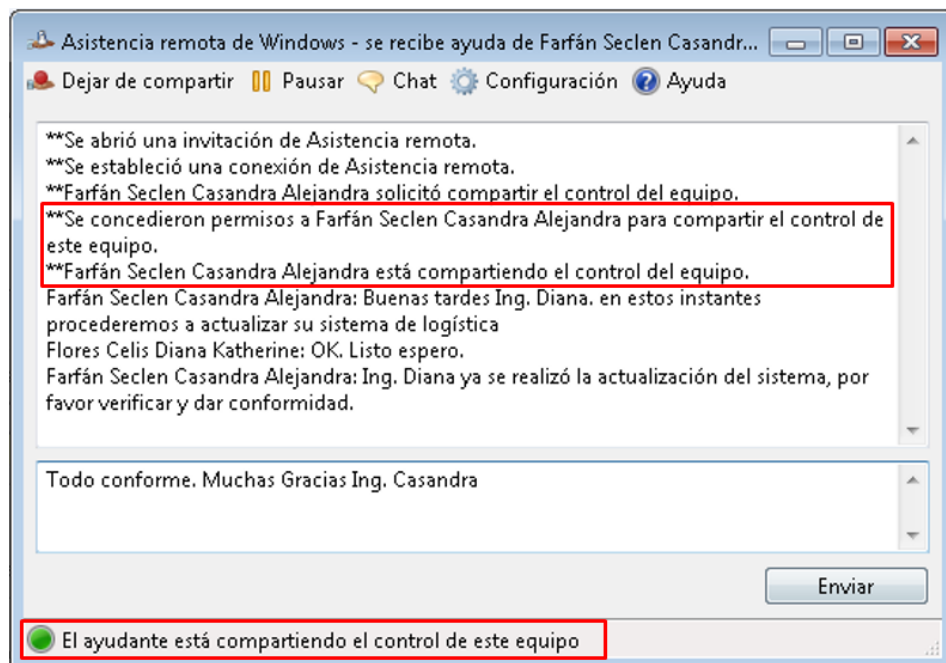 Asistencia remota de Windows - se recibe ayuda de Farfán Seclen Casandr...
Dejar de compartir Pausar Chat Configuración Ayuda
**Se abrió una invitación de Asistencia remota.
**Se estableció una conexión de Asistencia remota.
**Farfán Seclen Casandra Alejandra solicitó compartir el control del equipo.
**Se concedieron permisos a Farfán Seclen Casandra Alejandra para compartir el control de
este equipo.
**Farfán Seclen Casandra Alejandra está compartiendo el control del equipo.
Farfán Seclen Casandra Alejandra: Buenas tardes Ing. Diana. en estos instantes
procederemos a actualizar su sistema de logística
Flores Celis Diana Katherine: OK. Listo espero.
Farfán Seclen Casandra Alejandra: Ing. Diana ya se realizó la actualización del sistema, por
favor verificar y dar conformidad.
Todo conforme. Muchas Gracias Ing. Casandra
Enviar
El ayudante está compartiendo el control de este equipo